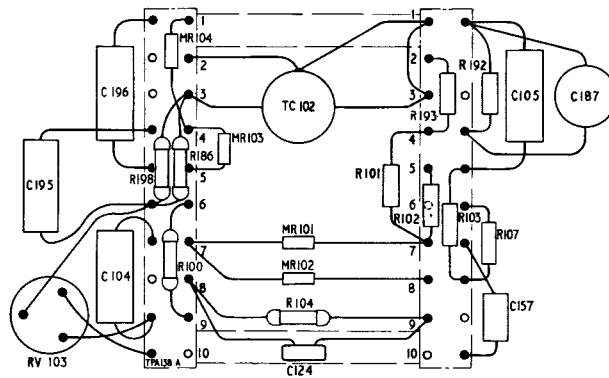 1
1
MR104
2
2
R192
C196
3
TC102
3
C105
C187
R193
4
MR103
4
C195
R198
R186
5
R101
5
6
R102
6
R103
R107
C104
R100
7
MR101
7
MR102
8
8
R104
C157
9
9
RV 103
TPA138 A
10
C124
10